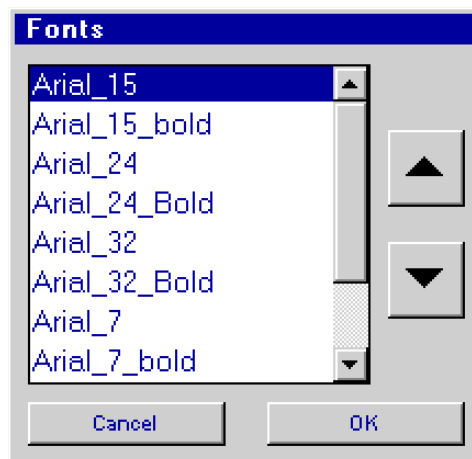 Fonts
Arial_15
Arial_15_bold
Arial_24
Arial_24_Bold
Arial_32
Arial_32_Bold
Arial_7
Arial_7_bold
Cancel OK